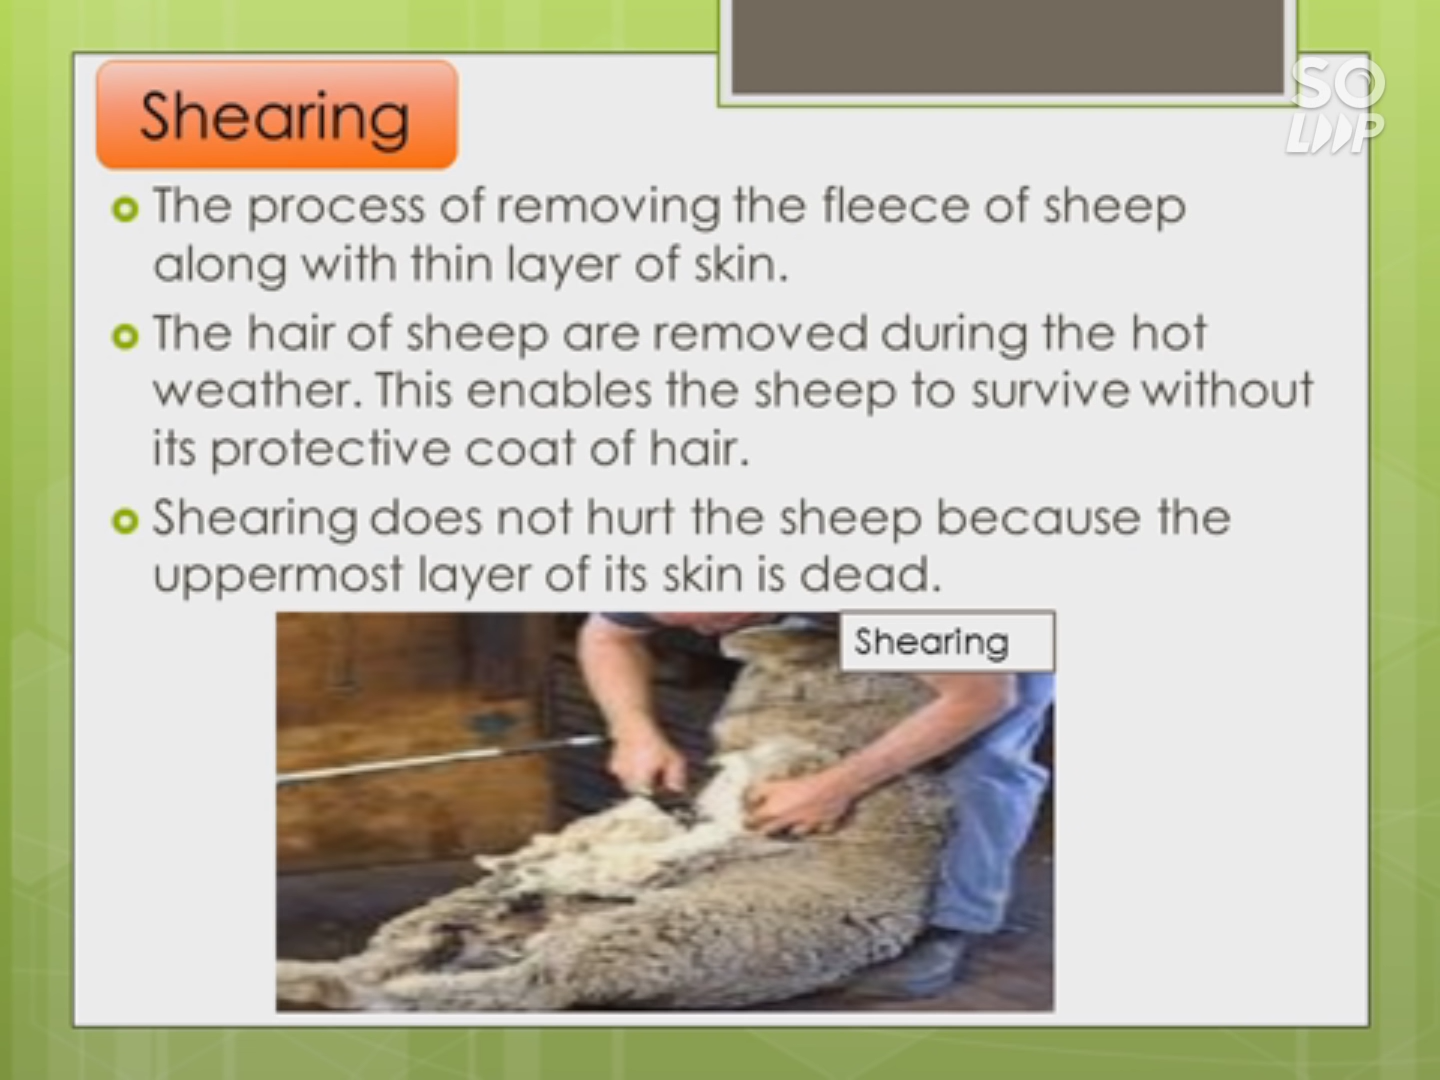 Shearing
SO
LOOP
The process of removing the fleece of sheep
along with thin layer of skin.
The hair of sheep are removed during the hot
weather. This enables the sheep to survive without
its protective coat of hair.
Shearing does not hurt the sheep because the
uppermost layer of its skin is dead.
Shearing